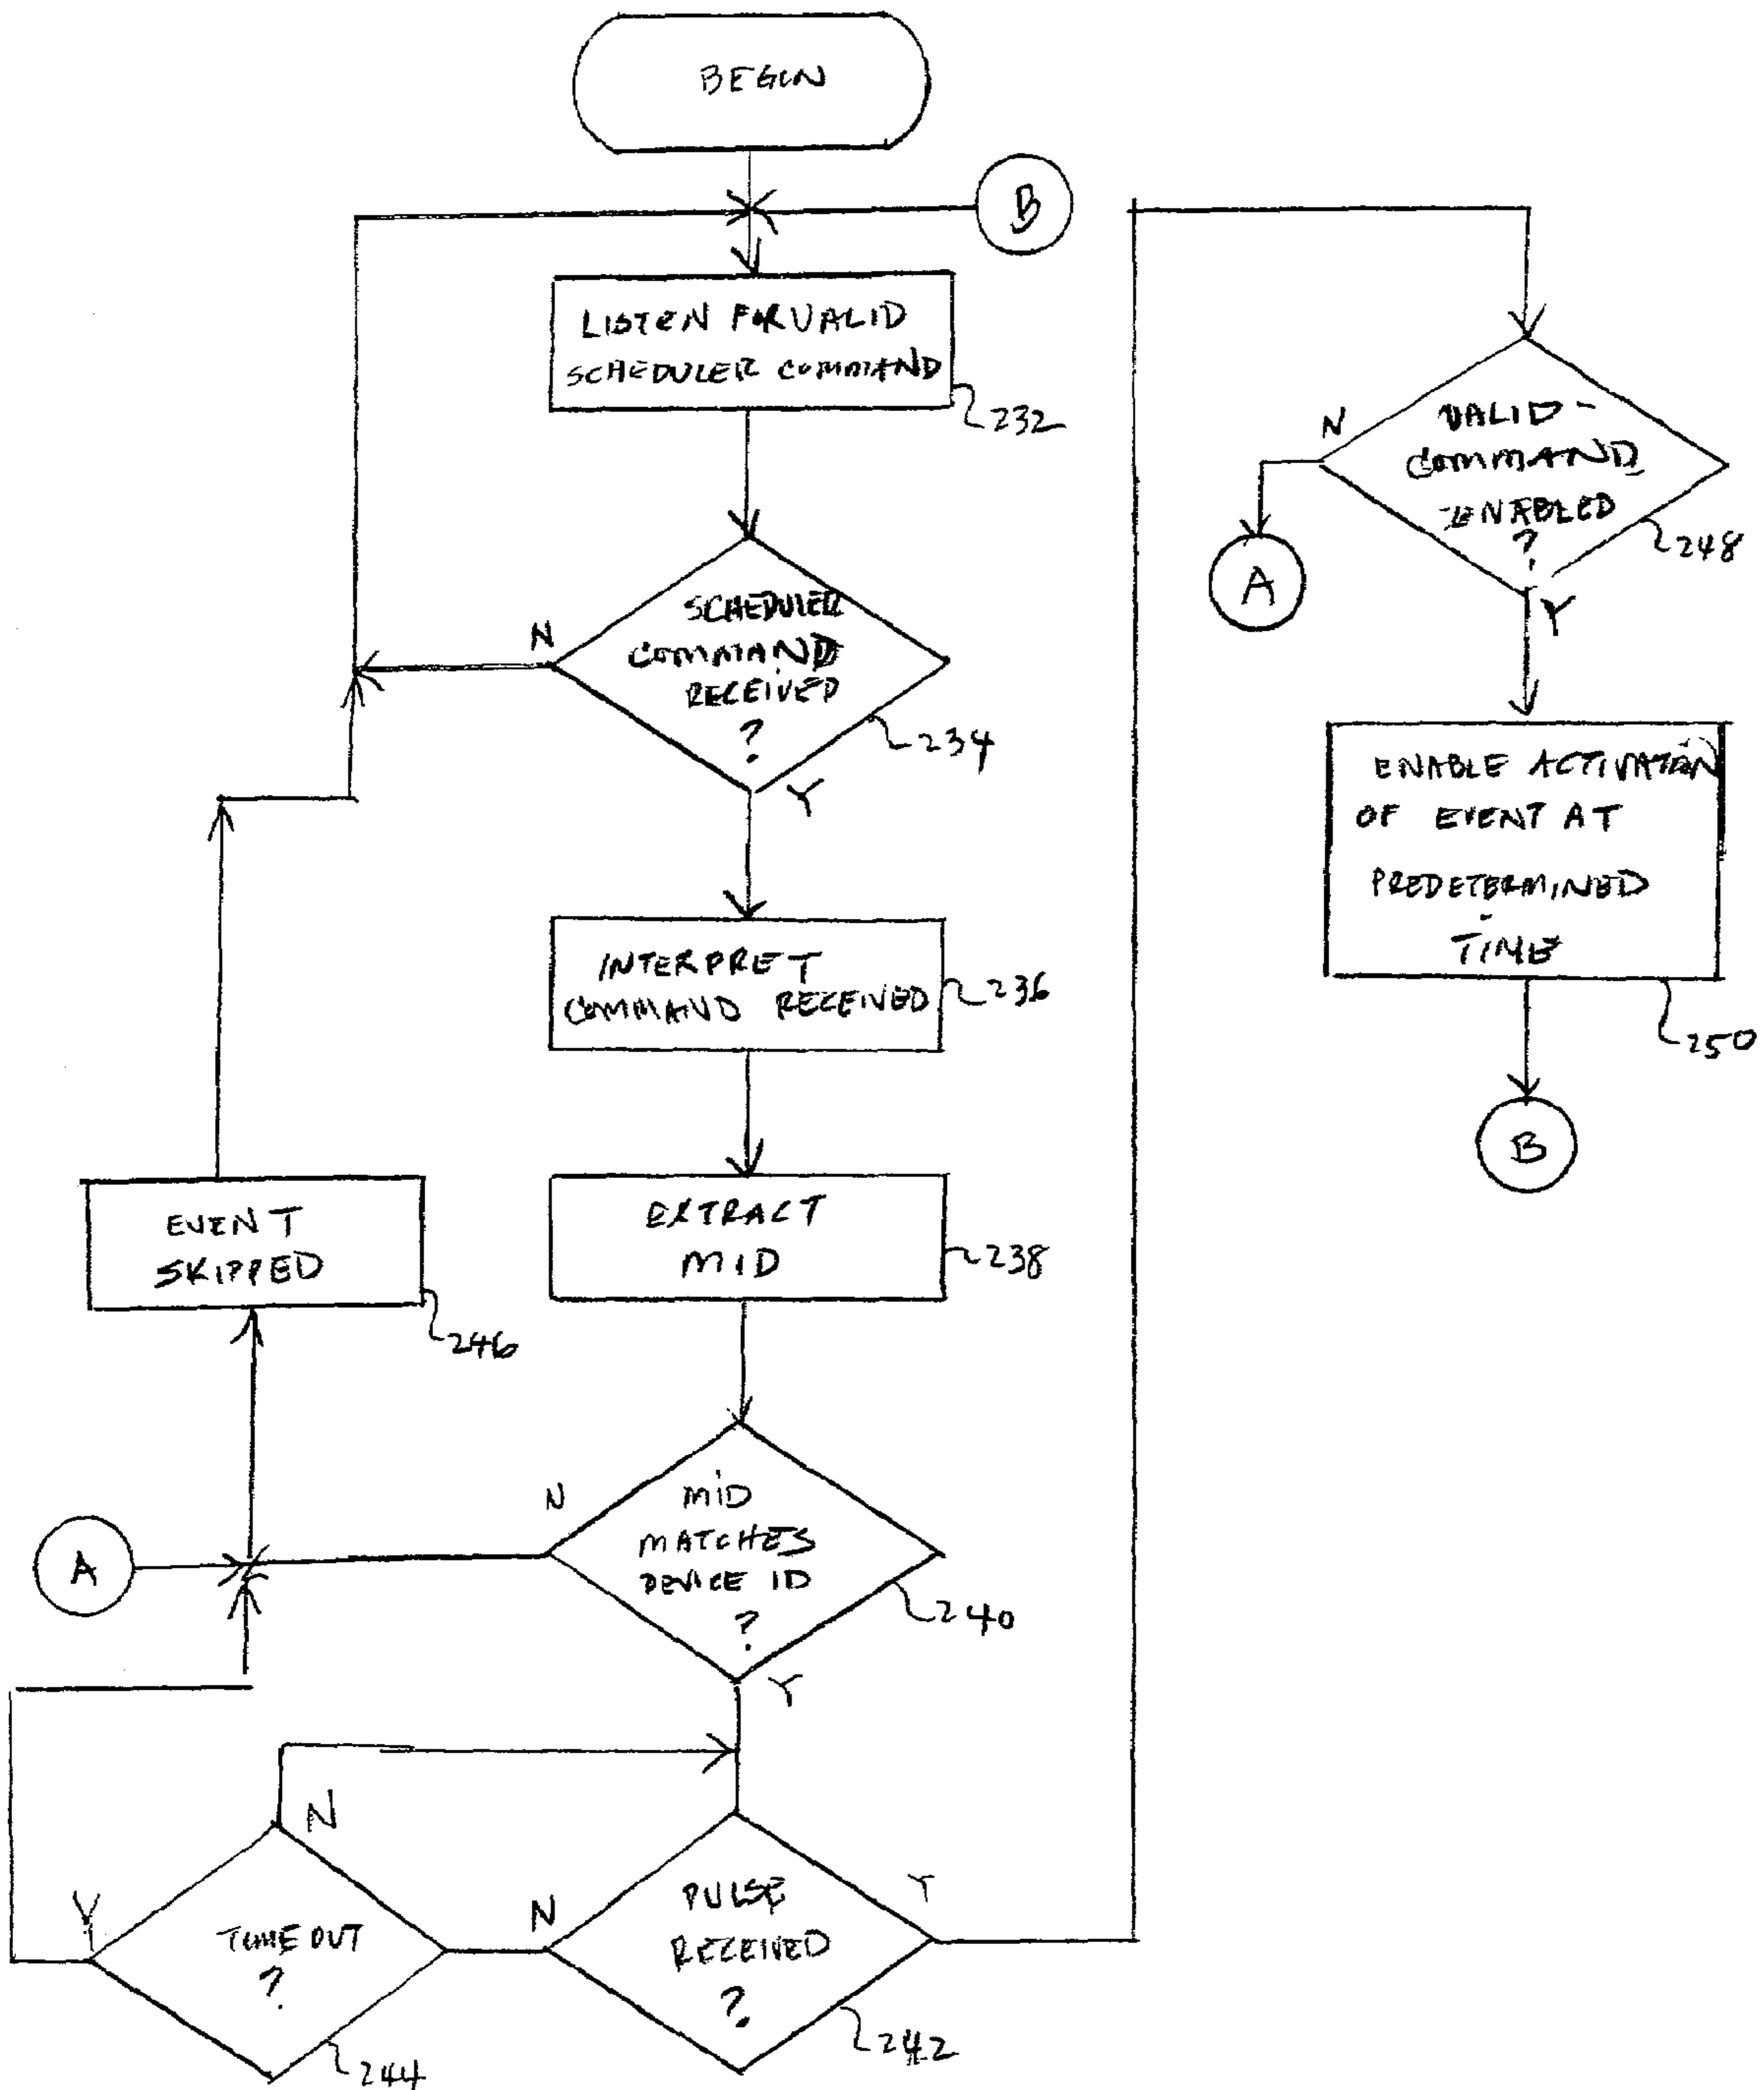 BEGIN
B
LISTEN FOR VALID
SCHEDULER COMMAND
232
N
SCHEDULER
COMMAND
RECEIVED
?
234
Y
INTERPRET
COMMAND RECEIVED
236
EXTRACT
MID
238
EVENT
SKIPPED
246
N
MID
MATCHES
DEVICE ID
?
240
Y
A
N
Y
TIME OUT
?
244
N
PULSE
RECEIVED
?
Y
242
N
VALID-
COMMAND
ENABLED
?
248
Y
A
ENABLE ACTIVATION
OF EVENT AT
PREDETERMINED
TIME
250
B